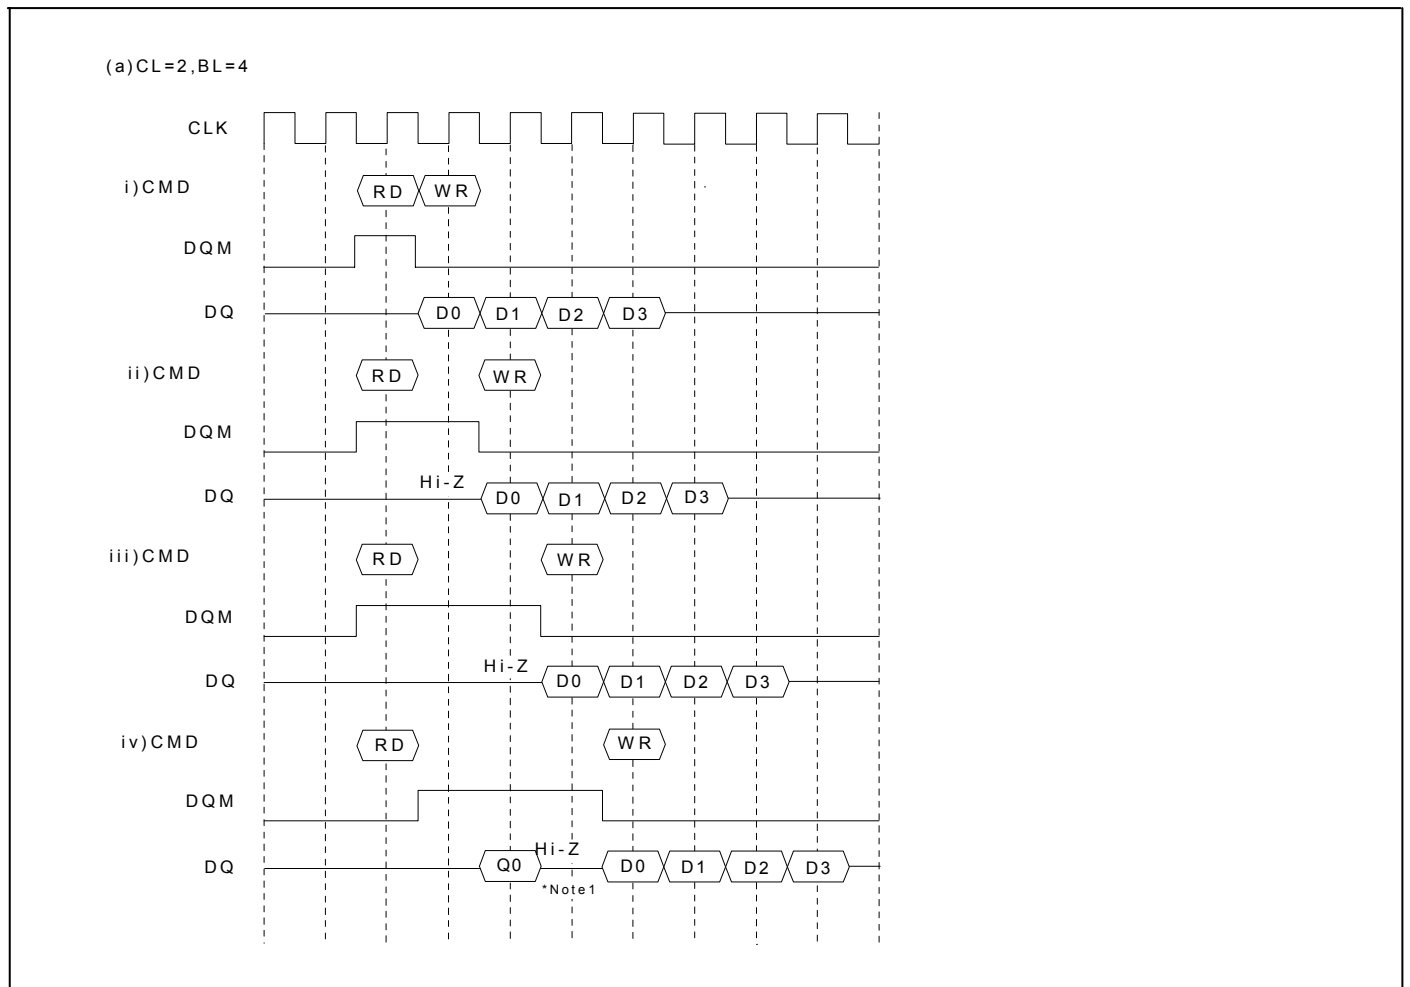 (a)CL=2,BL=4
CLK
i)CMD RD WR
DQM
DQ D0 D1 D2 D3
ii)CMD RD WR
DQM
Hi-Z
DQ D0 D1 D2 D3
iii)CMD RD WR
DQM
Hi-Z
DQ D0 D1 D2 D3
iv)CMD RD WR
DQM
Hi-Z
DQ Q0 D0 D1 D2 D3
*Note1